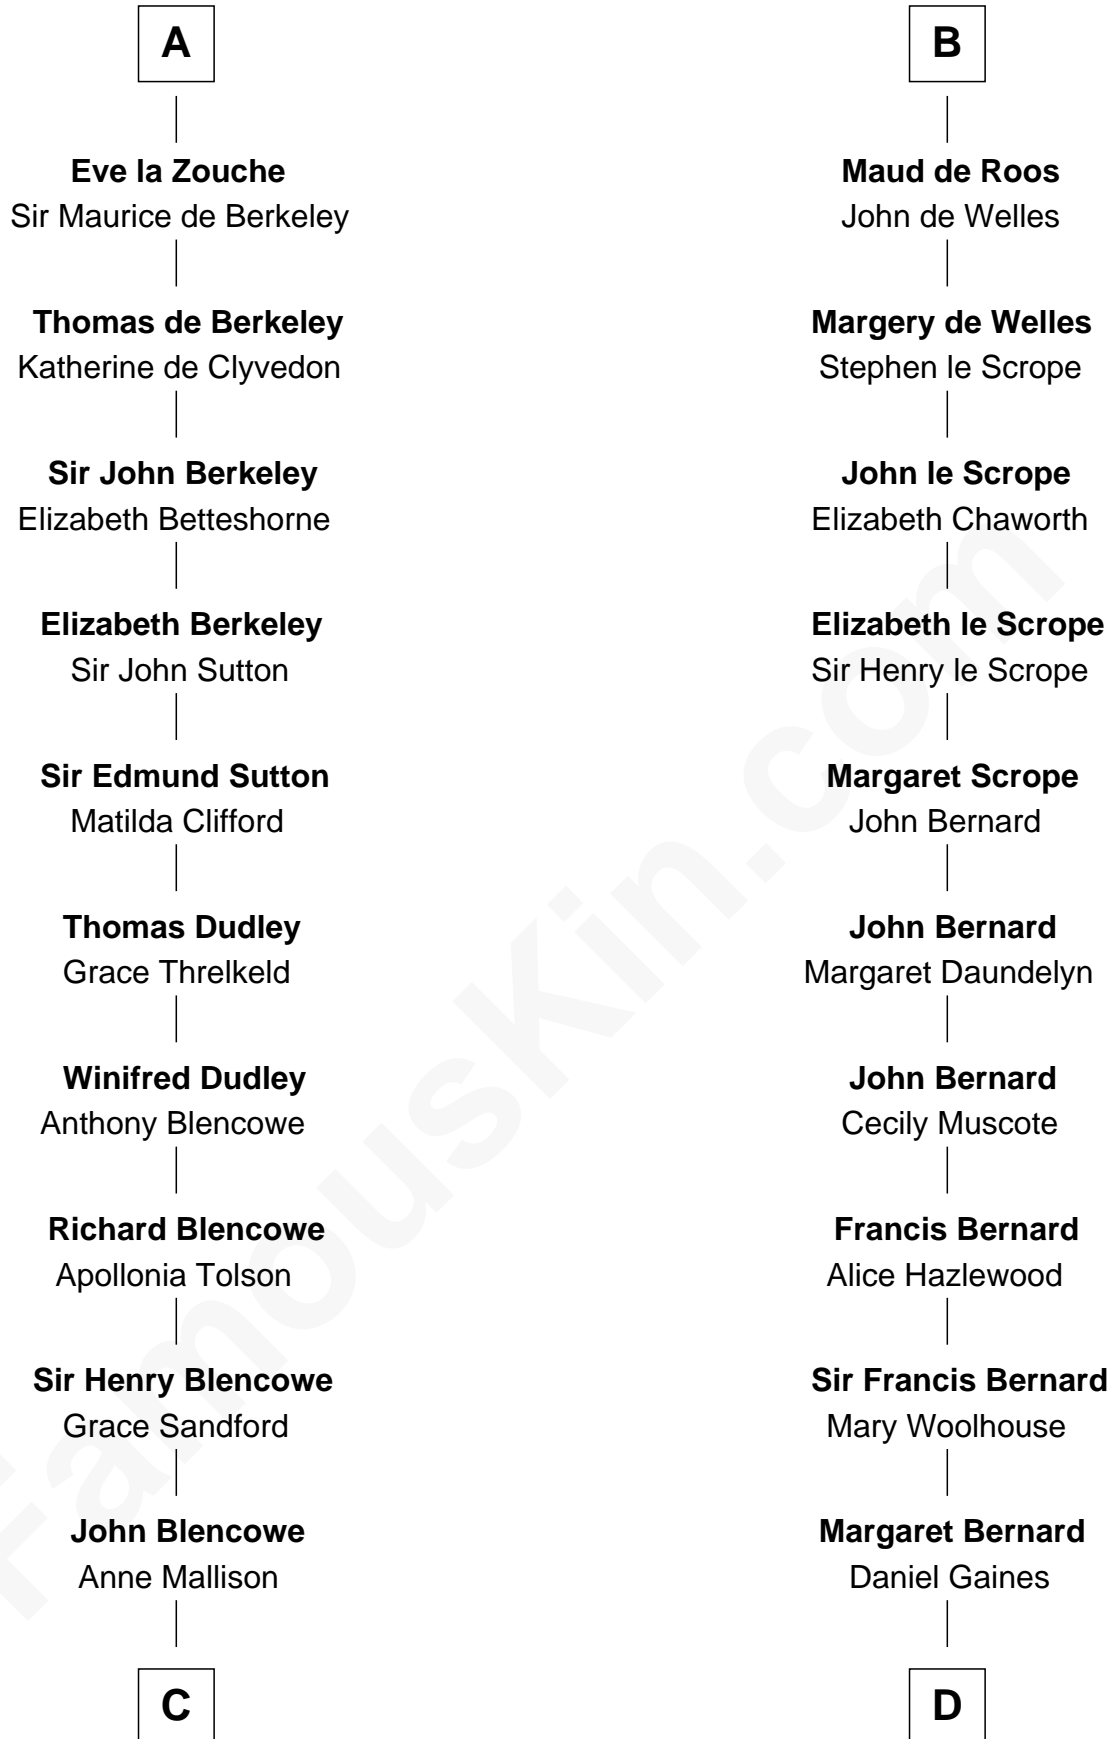 A
Eve la Zouche
Sir Maurice de Berkeley
Thomas de Berkeley
Katherine de Clyvedon
Sir John Berkeley
Elizabeth Betteshorne
Elizabeth Berkeley
Sir John Sutton
Sir Edmund Sutton
Matilda Clifford
Thomas Dudley
Grace Threlkeld
Winifred Dudley
Anthony Blencowe
Richard Blencowe
Apollonia Tolson
Sir Henry Blencowe
Grace Sandford
John Blencowe
Anne Mallison
C
B
Maud de Roos
John de Welles
Margery de Welles
Stephen le Scrope
John le Scrope
Elizabeth Chaworth
Elizabeth le Scrope
Sir Henry le Scrope
Margaret Scrope
John Bernard
John Bernard
Margaret Daundelyn
John Bernard
Cecily Muscote
Francis Bernard
Alice Hazlewood
Sir Francis Bernard
Mary Woolhouse
Margaret Bernard
Daniel Gaines
D
FamousKin.com